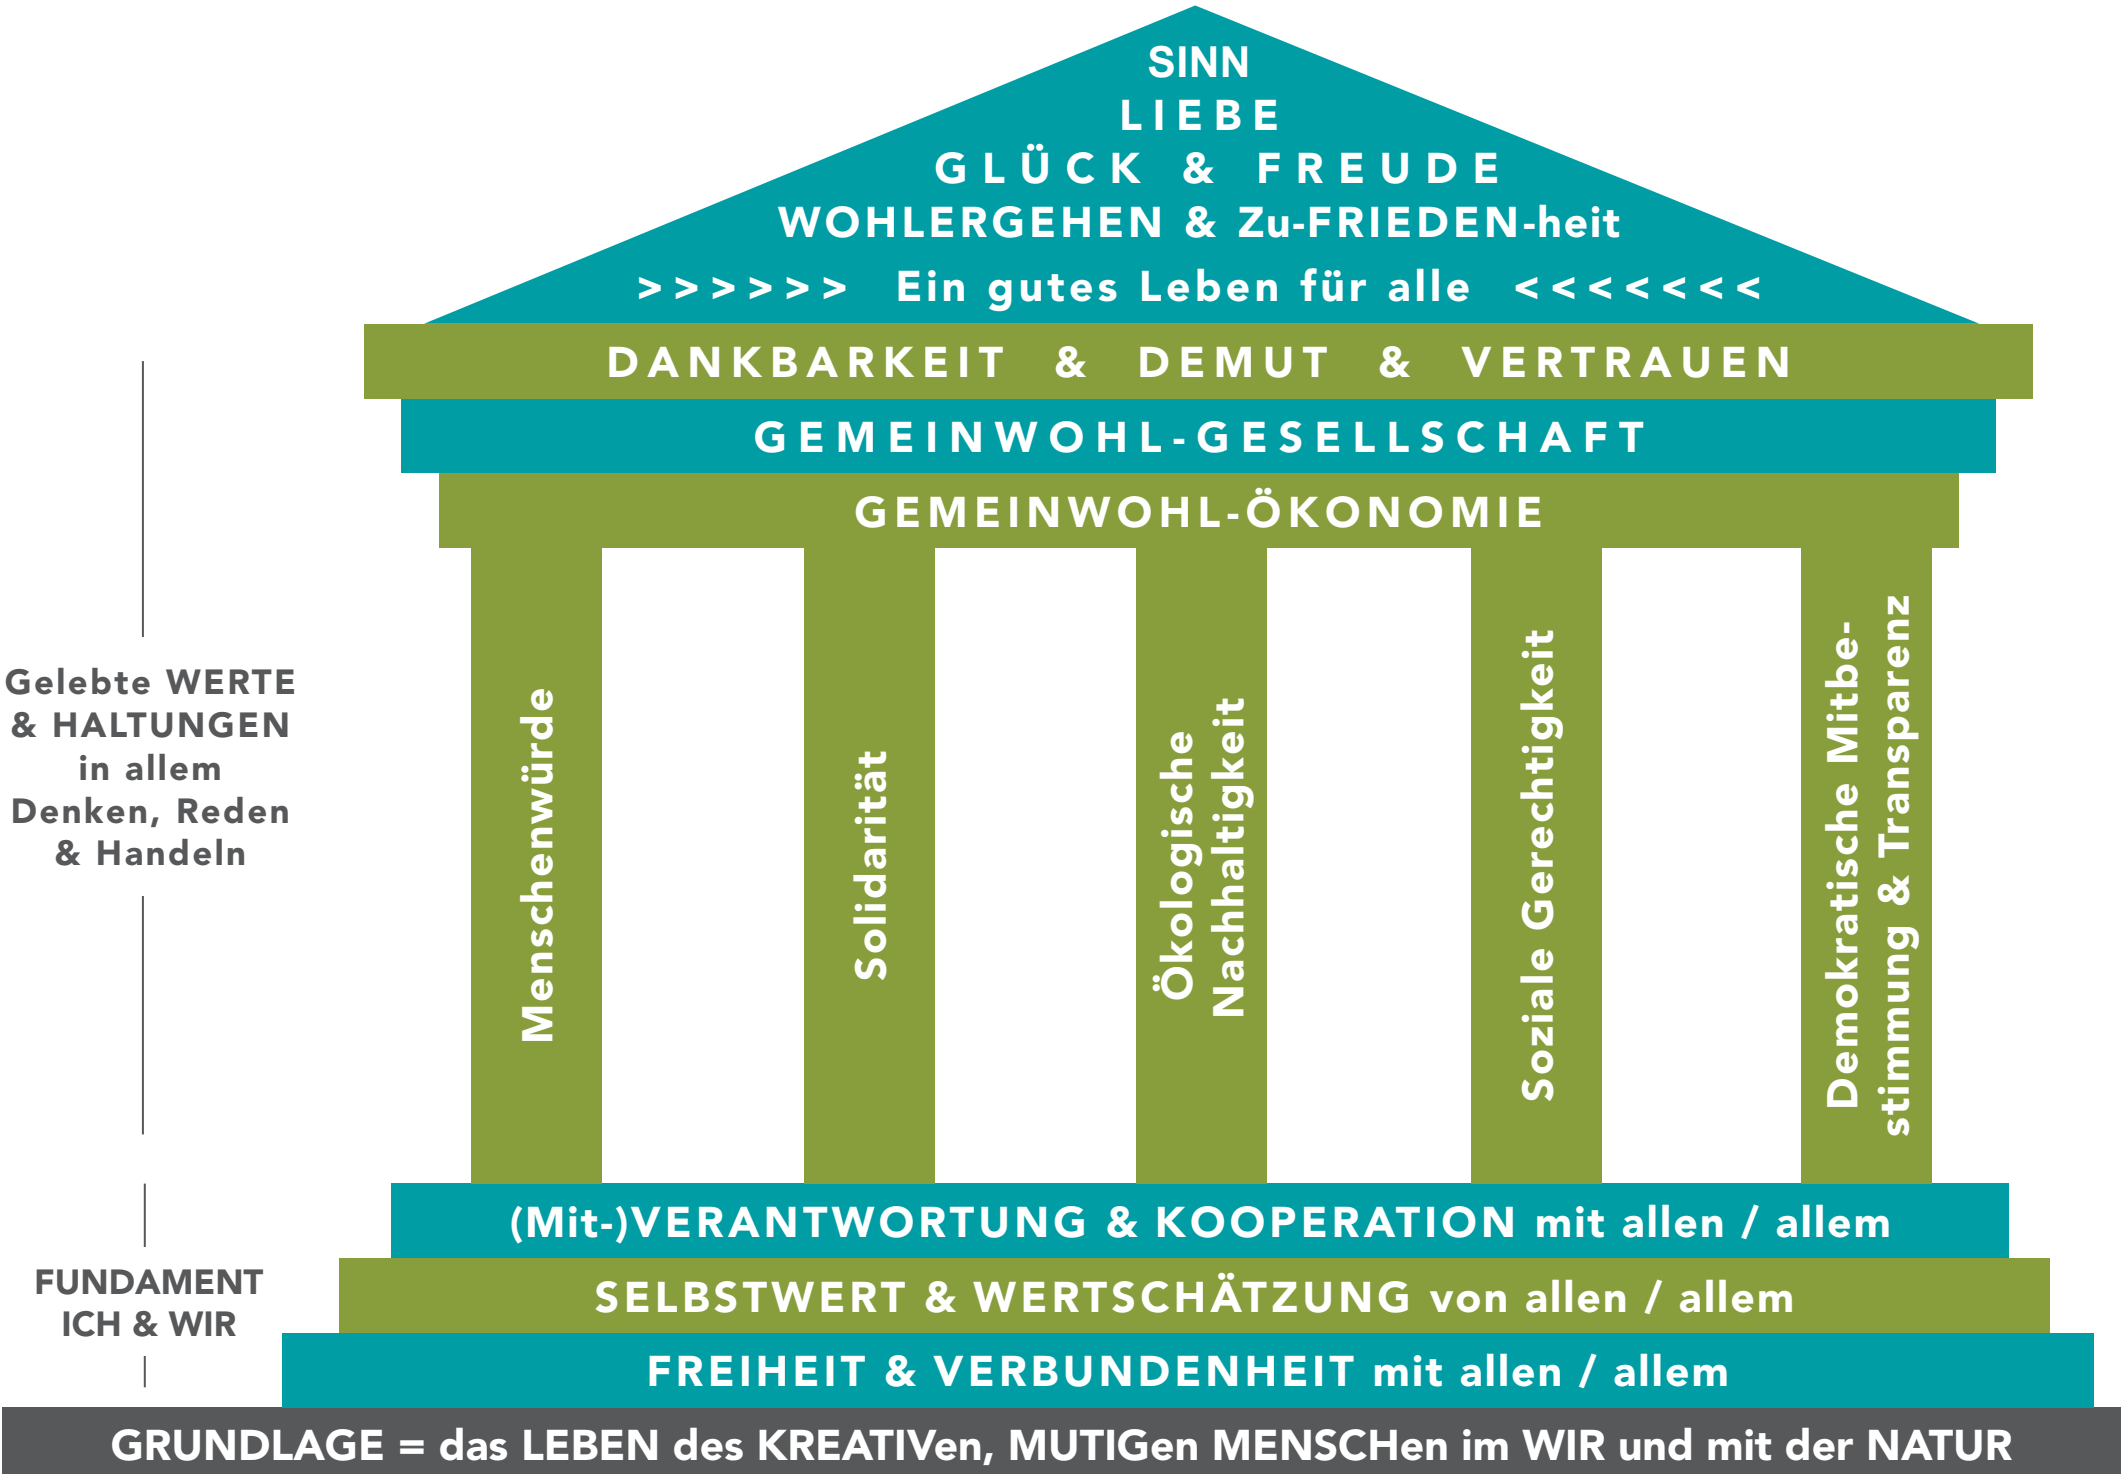 SINN
LIEBE
GLÜCK & FREUDE
WOHLERGEHEN & Zu-FRIEDEN-heit
>>>>>> Ein gutes Leben für alle <<<<<<<
DANKBARKEIT & DEMUT & VERTRAUEN
GEMEINWOHL-GESELLSCHAFT
GEMEINWOHL-ÖKONOMIE
Gelebte WERTE
& HALTUNGEN
in allem
Denken, Reden
& Handeln
Menschenwürde
Solidarität
Ökologische
Nachhaltigkeit
Soziale Gerechtigkeit
Demokratische Mitbe-
stimmung & Transparenz
FUNDAMENT
ICH & WIR
(Mit-)VERANTWORTUNG & KOOPERATION mit allen / allem
SELBSTWERT & WERTSCHÄTZUNG von allen / allem
FREIHEIT & VERBUNDENHEIT mit allen / allem
GRUNDLAGE = das LEBEN des KREATIVen, MUTIGen MENSCHen im WIR und mit der NATUR